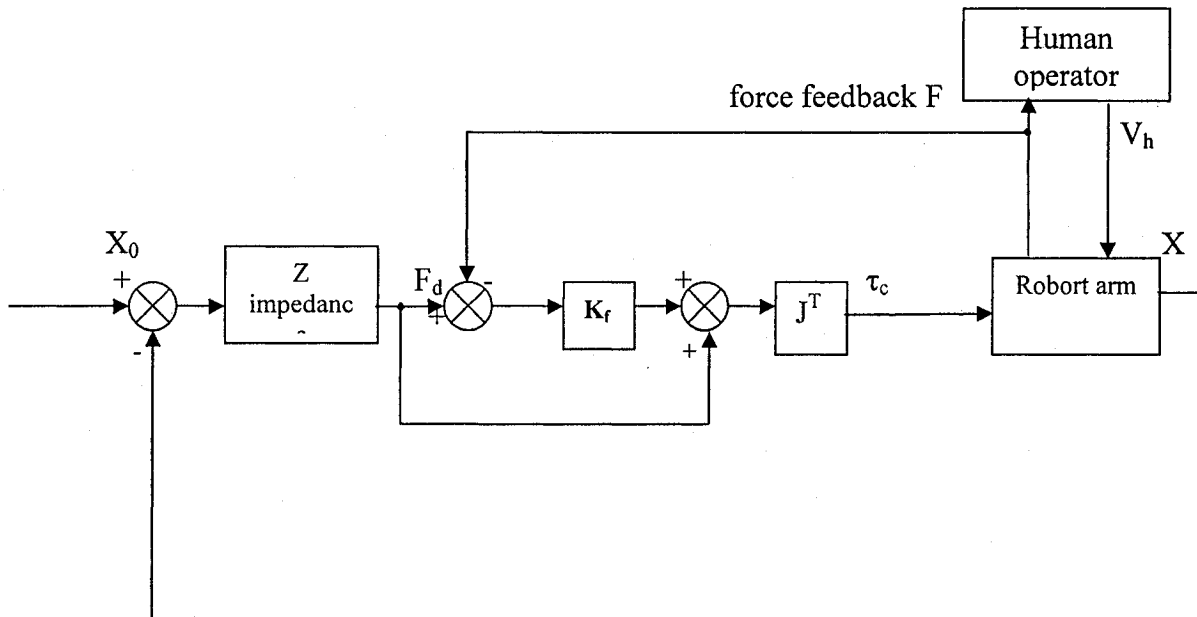 Human
operator
force feedback F
V_h
X_0
+
-
Z
impedanc
F_d
+
-
K_f
+
+
J^T
τ_c
X
Robort arm